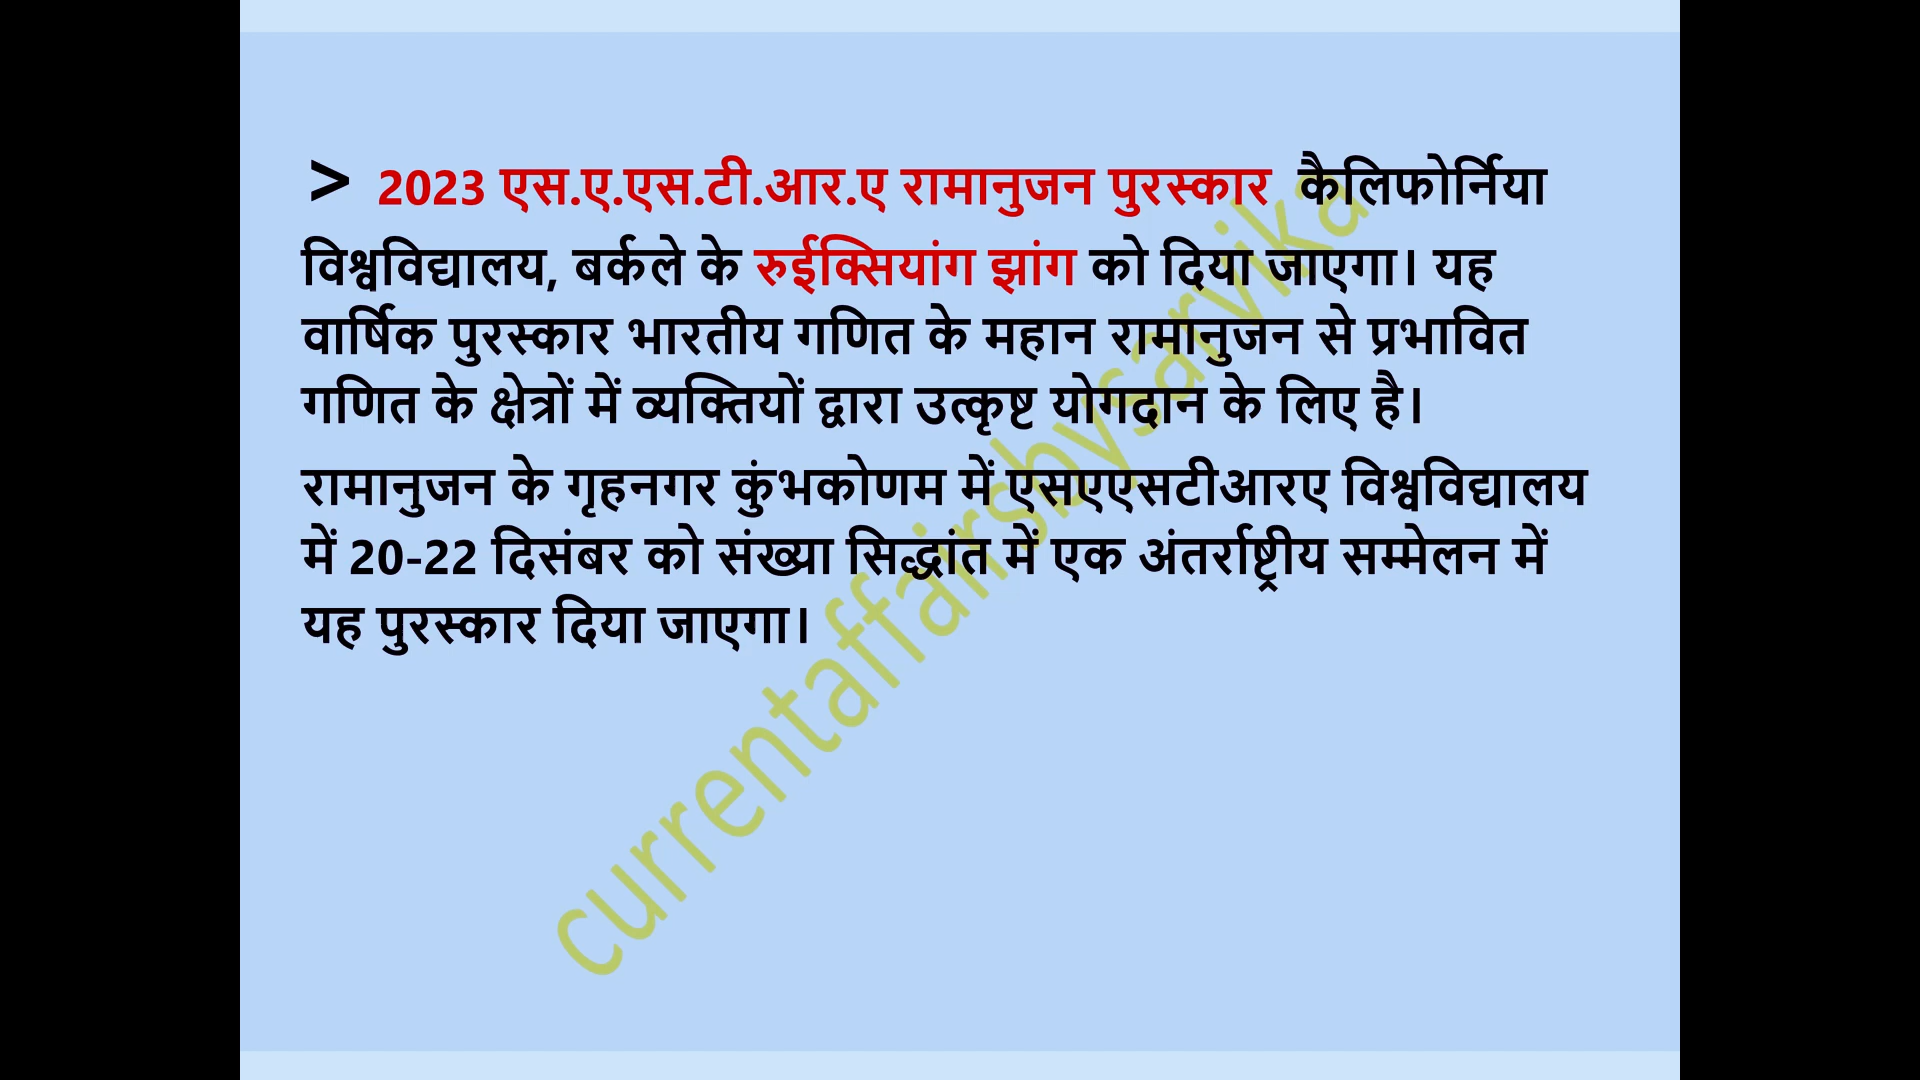 > 2023 एस.ए.एस.टी.आर.ए रामानुजन पुरस्कार कैलिफोर्निया
विश्वविद्यालय, बर्कले के रुईक्सियांग झांग को दिया जाएगा। यह
वार्षिक पुरस्कार भारतीय गणित के महान रामानुजन से प्रभावित
गणित के क्षेत्रों में व्यक्तियों द्वारा उत्कृष्ट योगदान के लिए है।
रामानुजन के गृहनगर कुंभकोणम में एसएएसटीआरए विश्वविद्यालय
में 20-22 दिसंबर को संख्या सिद्धांत में एक अंतर्राष्ट्रीय सम्मेलन में
यह पुरस्कार दिया जाएगा।
currentaffairsbysarvika